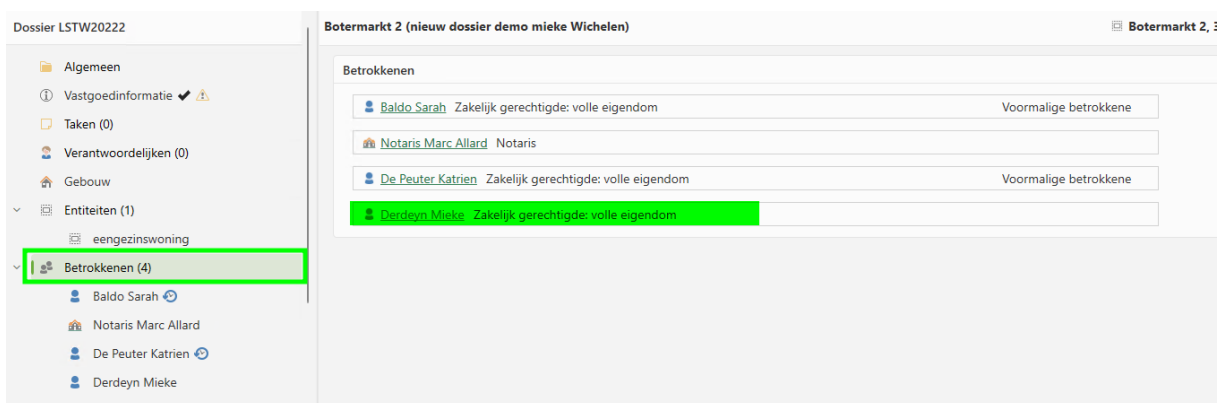 Dossier LSTW20222
Algemeen
Vastgoedinformatie
Taken (0)
Verantwoordelijken (0)
Gebouw
Entiteiten (1)
eengezinswoning
Betrokkenen (4)
Baldo Sarah
Notaris Marc Allard
De Peuter Katrien
Derdeyn Mieke
Botermarkt 2 (nieuw dossier demo mieke Wichelen) Botermarkt 2, 3
Betrokkenen
Baldo Sarah Zakelijk gerechtigde: volle eigendom Voormalige betrokkene
Notaris Marc Allard Notaris
De Peuter Katrien Zakelijk gerechtigde: volle eigendom Voormalige betrokkene
Derdeyn Mieke Zakelijk gerechtigde: volle eigendom